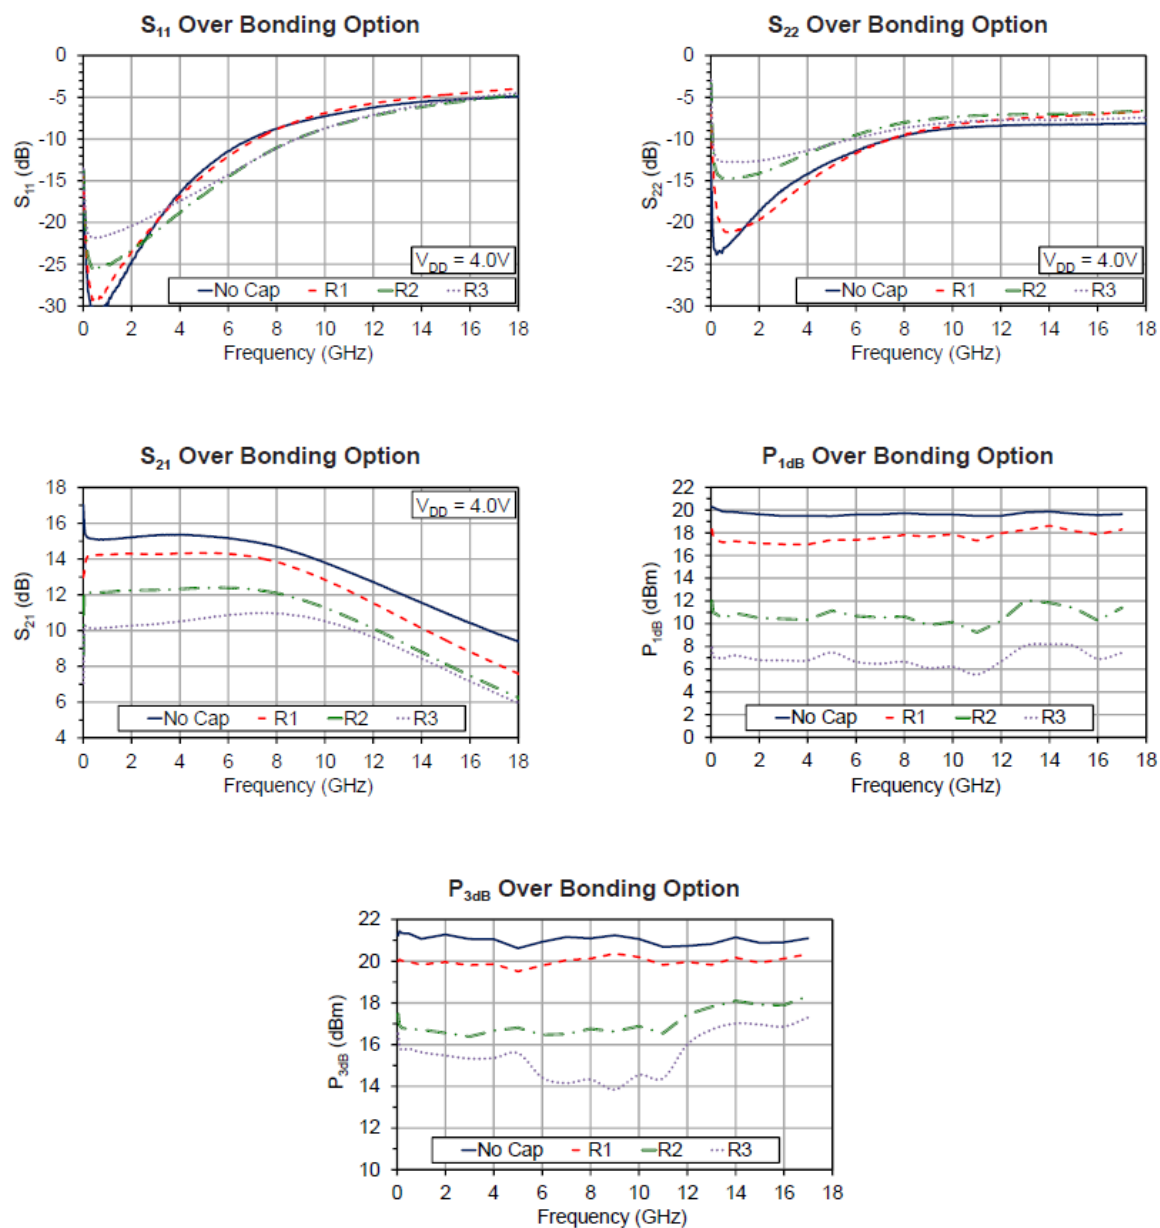 S11 Over Bonding Option
0
-5
-10
-15
-20
-25
-30
S11 (dB)
VDD = 4.0V
No Cap R1 R2 R3
0 2 4 6 8 10 12 14 16 18
Frequency (GHz)
S22 Over Bonding Option
0
-5
-10
-15
-20
-25
-30
S22 (dB)
VDD = 4.0V
No Cap R1 R2 R3
0 2 4 6 8 10 12 14 16 18
Frequency (GHz)
S21 Over Bonding Option
18
16
14
12
10
8
6
4
S21 (dB)
VDD = 4.0V
No Cap R1 R2 R3
0 2 4 6 8 10 12 14 16 18
Frequency (GHz)
P1dB Over Bonding Option
22
20
18
16
14
12
10
8
6
4
2
0
P1dB (dBm)
No Cap R1 R2 R3
0 2 4 6 8 10 12 14 16 18
Frequency (GHz)
P3dB Over Bonding Option
22
20
18
16
14
12
10
P3dB (dBm)
No Cap R1 R2 R3
0 2 4 6 8 10 12 14 16 18
Frequency (GHz)